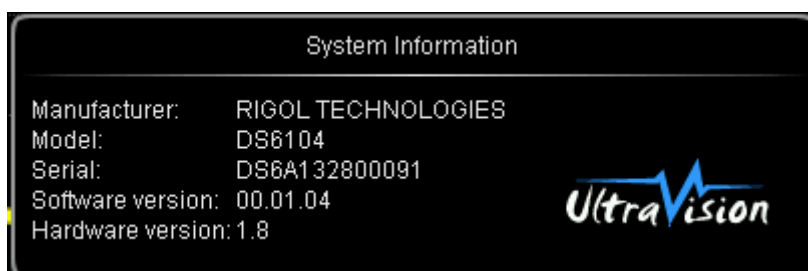 System Information
Manufacturer: RIGOL TECHNOLOGIES
Model: DS6104
Serial: DS6A132800091
Software version: 00.01.04
Hardware version: 1.8
UltraVision